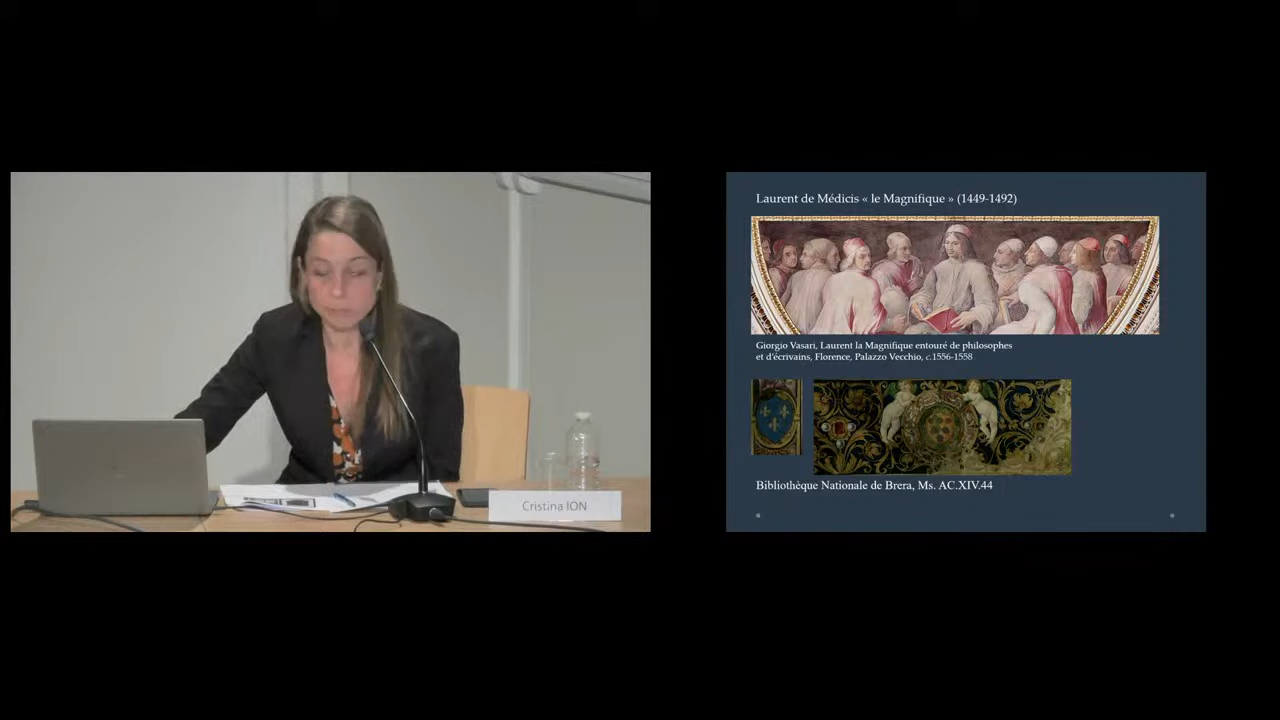 Cristina ION
Laurent de Médicis « le Magnifique » (1449-1492)
Giorgio Vasari, Laurent la Magnifique entouré de philosophes
et d'écrivains, Florence, Palazzo Vecchio, c.1556-1558
Bibliothèque Nationale de Brera, Ms. AC.XIV.44